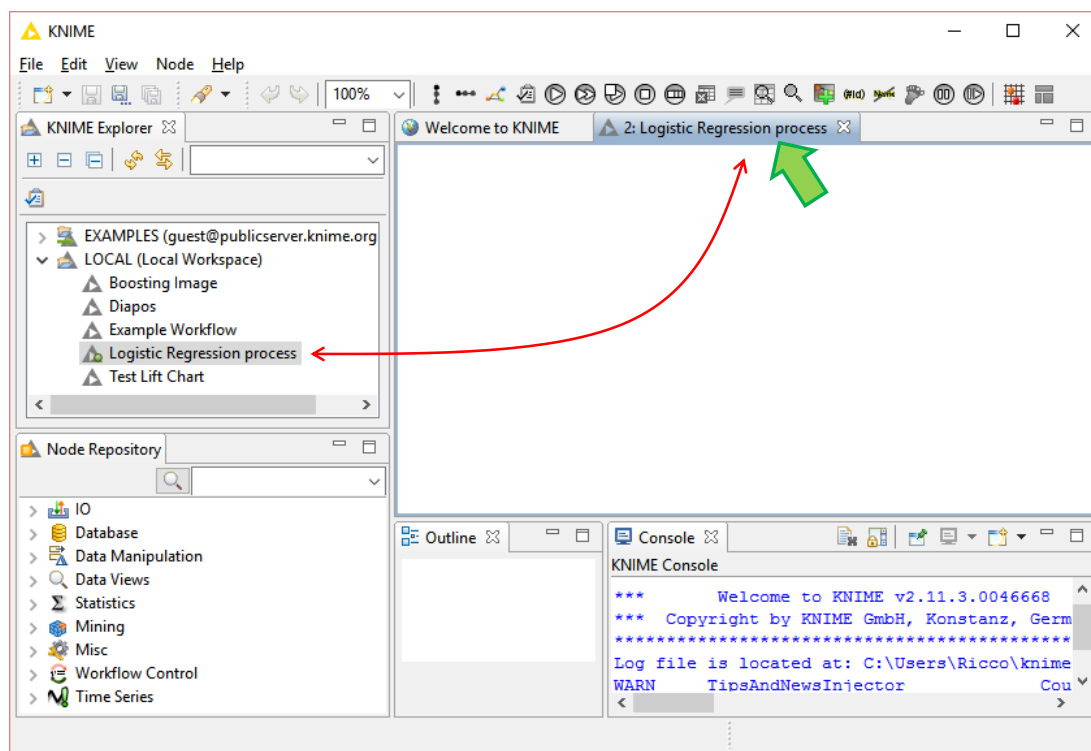 KNIME
File Edit View Node Help
100%
(#Id) Name
KNIME Explorer
Welcome to KNIME
2: Logistic Regression process
EXAMPLES (guest@publicserver.knime.org
LOCAL (Local Workspace)
Boosting Image
Diapos
Example Workflow
Logistic Regression process
Test Lift Chart
Node Repository
IO
Database
Data Manipulation
Data Views
Σ Statistics
Mining
Misc
Workflow Control
Time Series
Outline
Console
KNIME Console
*** Welcome to KNIME v2.11.3.0046668
*** Copyright by KNIME GmbH, Konstanz, Germ
********************************************
Log file is located at: C:\Users\Ricco\knime
WARN TipsAndNewsInjector Cou